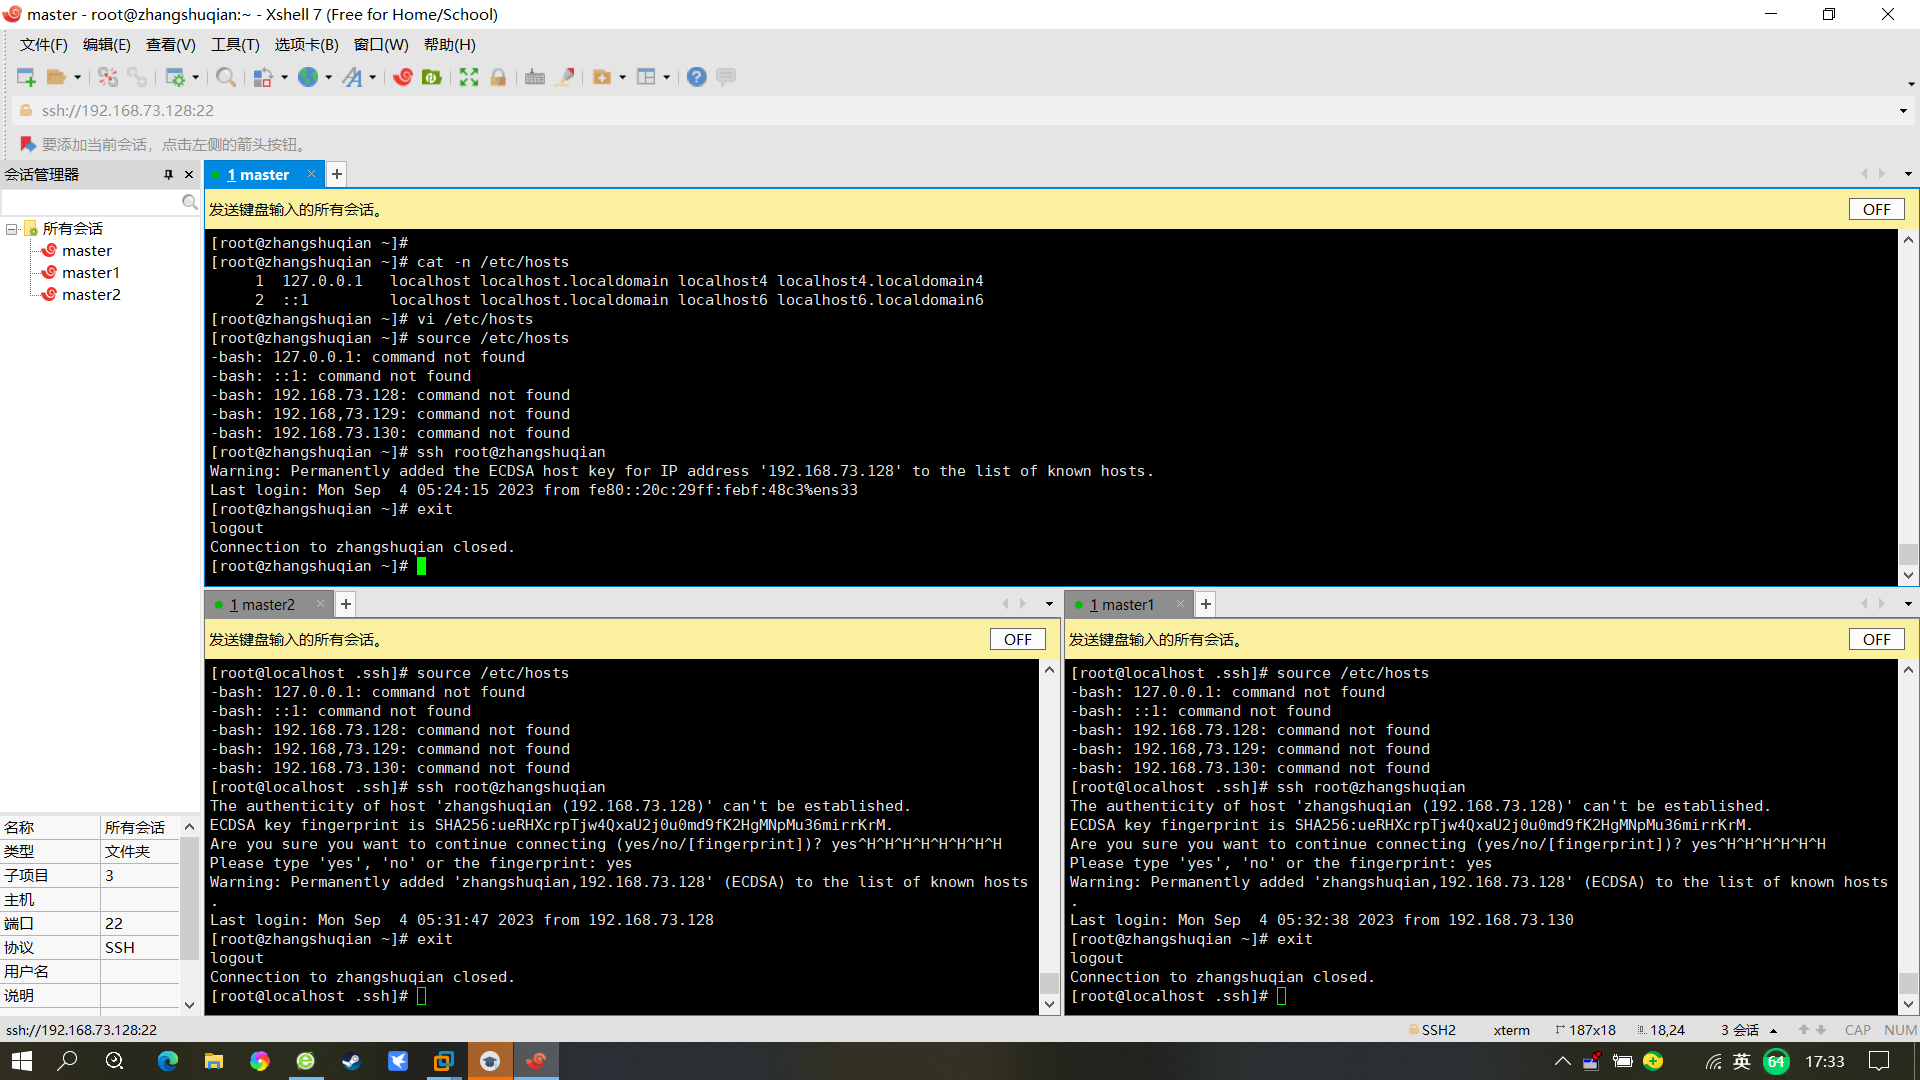 master - root@zhangshuqian:~ - Xshell 7 (Free for Home/School)
文件(F) 编辑(E) 查看(V) 工具(T) 选项卡(B) 窗口(W) 帮助(H)
ssh://192.168.73.128:22
要添加当前会话，点击左侧的箭头按钮。
会话管理器
所有会话
master
master1
master2
名称 所有会话
类型 文件夹
子项目 3
主机
端口 22
协议 SSH
用户名
说明
1 master
发送键盘输入的所有会话。 OFF
[root@zhangshuqian ~]#
[root@zhangshuqian ~]# cat -n /etc/hosts
1 127.0.0.1 localhost localhost.localdomain localhost4 localhost4.localdomain4
2 ::1 localhost localhost.localdomain localhost6 localhost6.localdomain6
[root@zhangshuqian ~]# vi /etc/hosts
[root@zhangshuqian ~]# source /etc/hosts
-bash: 127.0.0.1: command not found
-bash: ::1: command not found
-bash: 192.168.73.128: command not found
-bash: 192.168,73.129: command not found
-bash: 192.168.73.130: command not found
[root@zhangshuqian ~]# ssh root@zhangshuqian
Warning: Permanently added the ECDSA host key for IP address '192.168.73.128' to the list of known hosts.
Last login: Mon Sep  4 05:24:15 2023 from fe80::20c:29ff:febf:48c3%ens33
[root@zhangshuqian ~]# exit
logout
Connection to zhangshuqian closed.
[root@zhangshuqian ~]#
1 master2
发送键盘输入的所有会话。 OFF
[root@localhost .ssh]# source /etc/hosts
-bash: 127.0.0.1: command not found
-bash: ::1: command not found
-bash: 192.168.73.128: command not found
-bash: 192.168,73.129: command not found
-bash: 192.168.73.130: command not found
[root@localhost .ssh]# ssh root@zhangshuqian
The authenticity of host 'zhangshuqian (192.168.73.128)' can't be established.
ECDSA key fingerprint is SHA256:ueRHXcrpTjw4QxaU2j0u0md9fK2HgMNpMu36mirrKrM.
Are you sure you want to continue connecting (yes/no/[fingerprint])? yes^H^H^H^H^H^H^H^H
Please type 'yes', 'no' or the fingerprint: yes
Warning: Permanently added 'zhangshuqian,192.168.73.128' (ECDSA) to the list of known hosts
.
Last login: Mon Sep  4 05:31:47 2023 from 192.168.73.128
[root@zhangshuqian ~]# exit
logout
Connection to zhangshuqian closed.
[root@localhost .ssh]#
1 master1
发送键盘输入的所有会话。 OFF
[root@localhost .ssh]# source /etc/hosts
-bash: 127.0.0.1: command not found
-bash: ::1: command not found
-bash: 192.168.73.128: command not found
-bash: 192.168,73.129: command not found
-bash: 192.168.73.130: command not found
[root@localhost .ssh]# ssh root@zhangshuqian
The authenticity of host 'zhangshuqian (192.168.73.128)' can't be established.
ECDSA key fingerprint is SHA256:ueRHXcrpTjw4QxaU2j0u0md9fK2HgMNpMu36mirrKrM.
Are you sure you want to continue connecting (yes/no/[fingerprint])? yes^H^H^H^H^H^H
Please type 'yes', 'no' or the fingerprint: yes
Warning: Permanently added 'zhangshuqian,192.168.73.128' (ECDSA) to the list of known hosts
.
Last login: Mon Sep  4 05:32:38 2023 from 192.168.73.130
[root@zhangshuqian ~]# exit
logout
Connection to zhangshuqian closed.
[root@localhost .ssh]#
ssh://192.168.73.128:22 SSH2 xterm 187x18 18,24 3 会话 CAP NUM
英 64 17:33